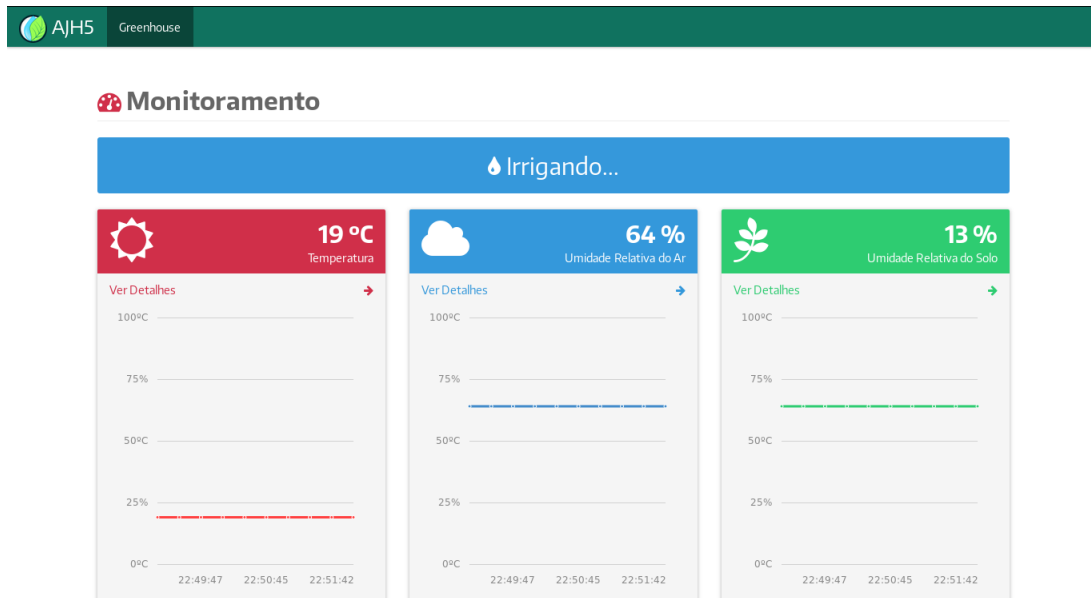 AJH5 Greenhouse
Monitoramento
Irrigando...
19 ºC
Temperatura
Ver Detalhes
100ºC
75%
50ºC
25%
0ºC
22:49:47 22:50:45 22:51:42
64 %
Umidade Relativa do Ar
Ver Detalhes
100ºC
75%
50ºC
25%
0ºC
22:49:47 22:50:45 22:51:42
13 %
Umidade Relativa do Solo
Ver Detalhes
100ºC
75%
50ºC
25%
0ºC
22:49:47 22:50:45 22:51:42